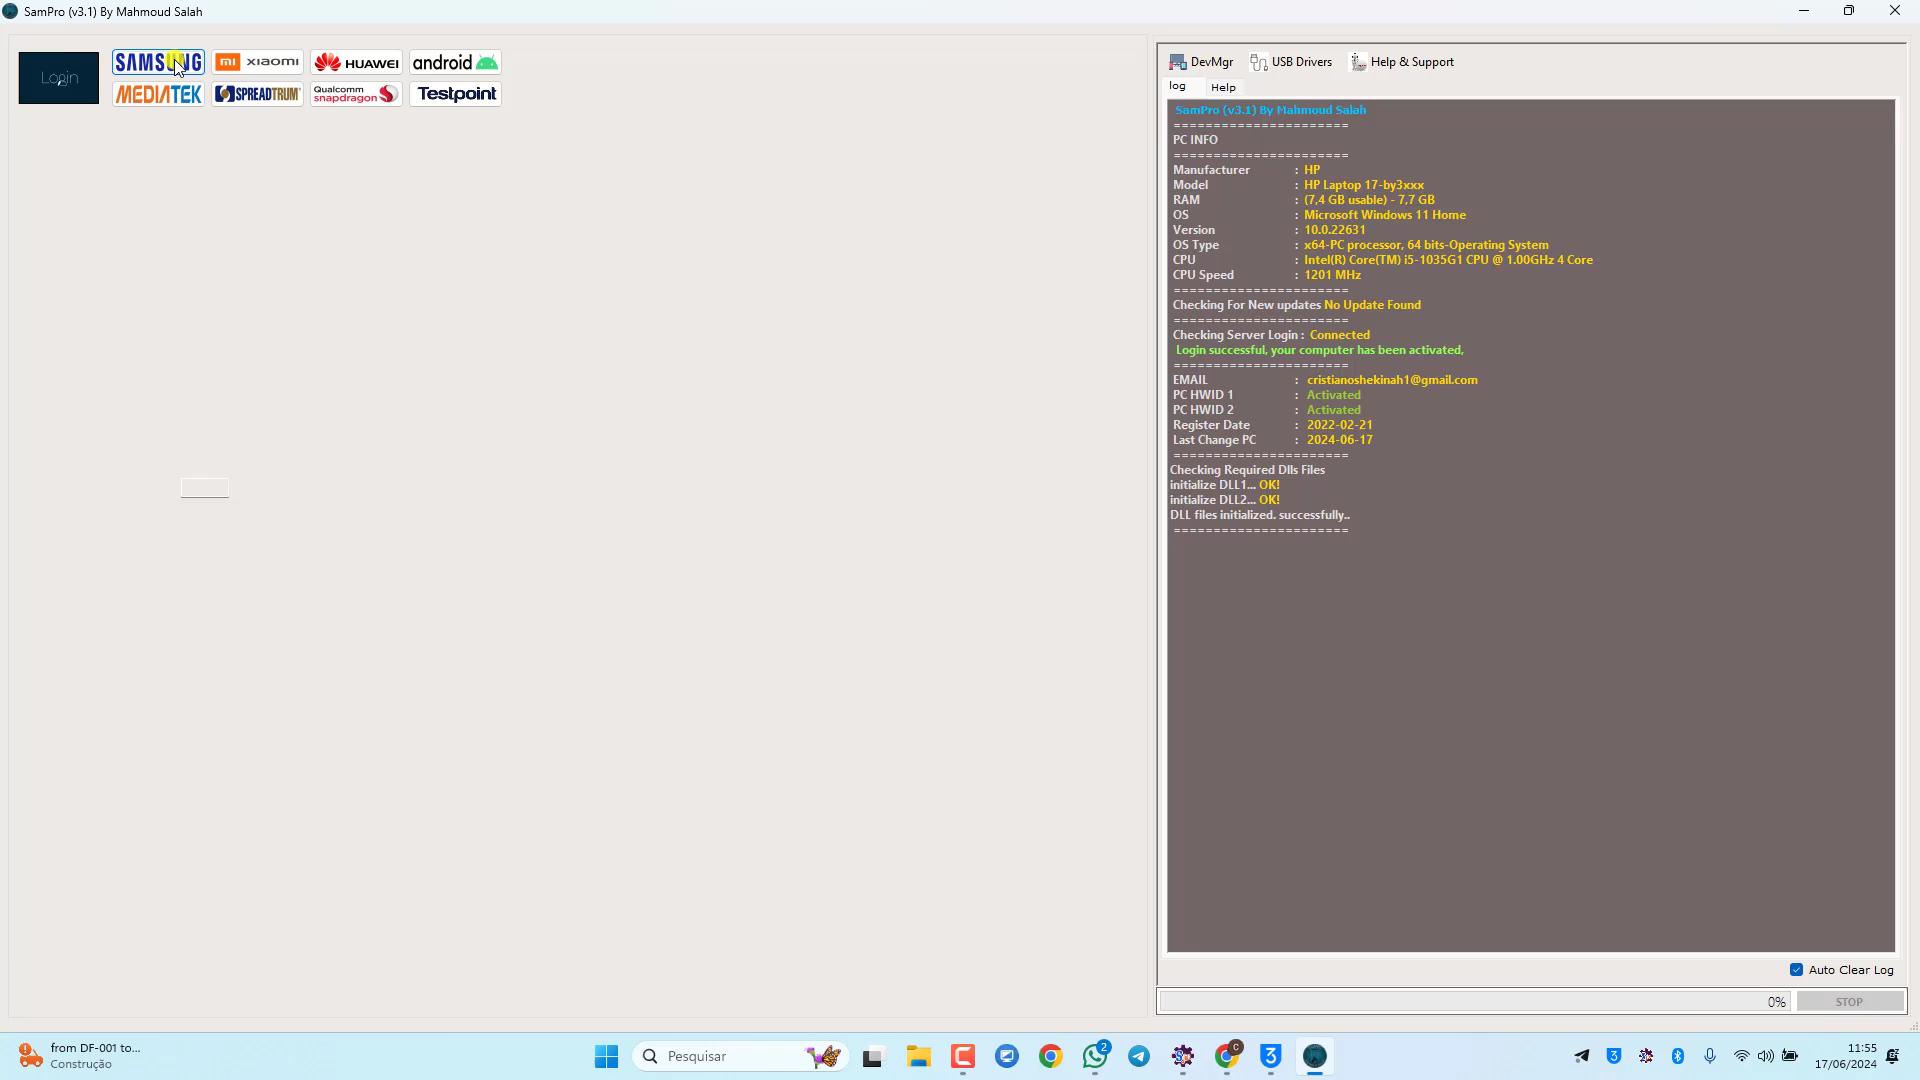 SamPro (v3.1) By Mahmoud Salah
Login
SAMSUNG
mi xiaomi
HUAWEI
android
MEDIATEK
SPREADTRUM
Qualcomm
snapdragon
Testpoint
DevMgr
USB Drivers
Help & Support
log
Help
SamPro (v3.1) By Mahmoud Salah
======================
PC INFO
======================
Manufacturer : HP
Model : HP Laptop 17-by3xxx
RAM : (7,4 GB usable) - 7,7 GB
OS : Microsoft Windows 11 Home
Version : 10.0.22631
OS Type : x64-PC processor, 64 bits-Operating System
CPU : Intel(R) Core(TM) i5-1035G1 CPU @ 1.00GHz 4 Core
CPU Speed : 1201 MHz
======================
Checking For New updates No Update Found
======================
Checking Server Login : Connected
Login successful, your computer has been activated,
======================
EMAIL : cristianoshekinah1@gmail.com
PC HWID 1 : Activated
PC HWID 2 : Activated
Register Date : 2022-02-21
Last Change PC : 2024-06-17
======================
Checking Required Dlls Files
initialize DLL1... OK!
initialize DLL2... OK!
DLL files initialized. successfully..
======================
Auto Clear Log
0%
STOP
from DF-001 to...
Construção
Pesquisar
2
C
3
3
11:55
17/06/2024